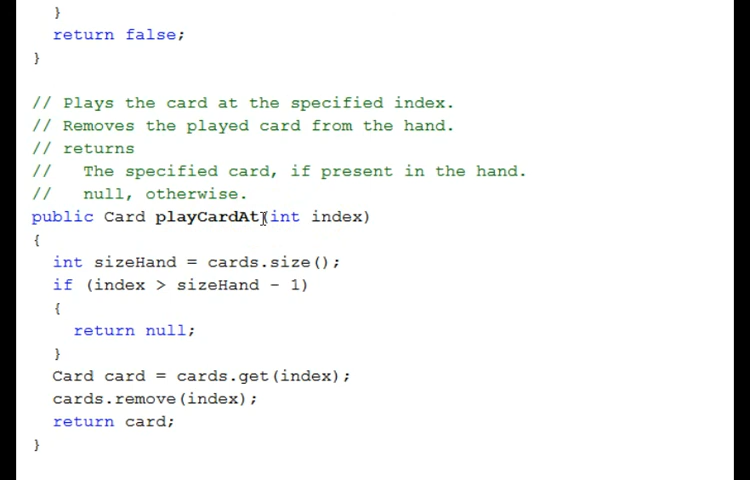 }
return false;
}
// Plays the card at the specified index.
// Removes the played card from the hand.
// returns
//   The specified card, if present in the hand.
//   null, otherwise.
public Card playCardAt(int index)
{
int sizeHand = cards.size();
if (index > sizeHand - 1)
{
return null;
}
Card card = cards.get(index);
cards.remove(index);
return card;
}